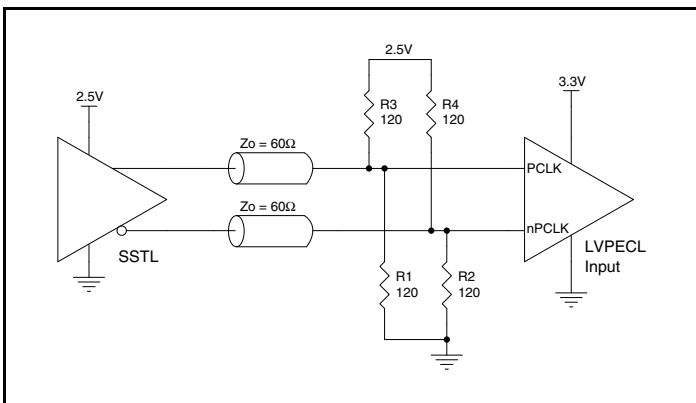 2.5V
2.5V
3.3V
R3
120
R4
120
Zo = 60Ω
PCLK
Zo = 60Ω
nPCLK
SSTL
LVPECL
Input
R1
120
R2
120